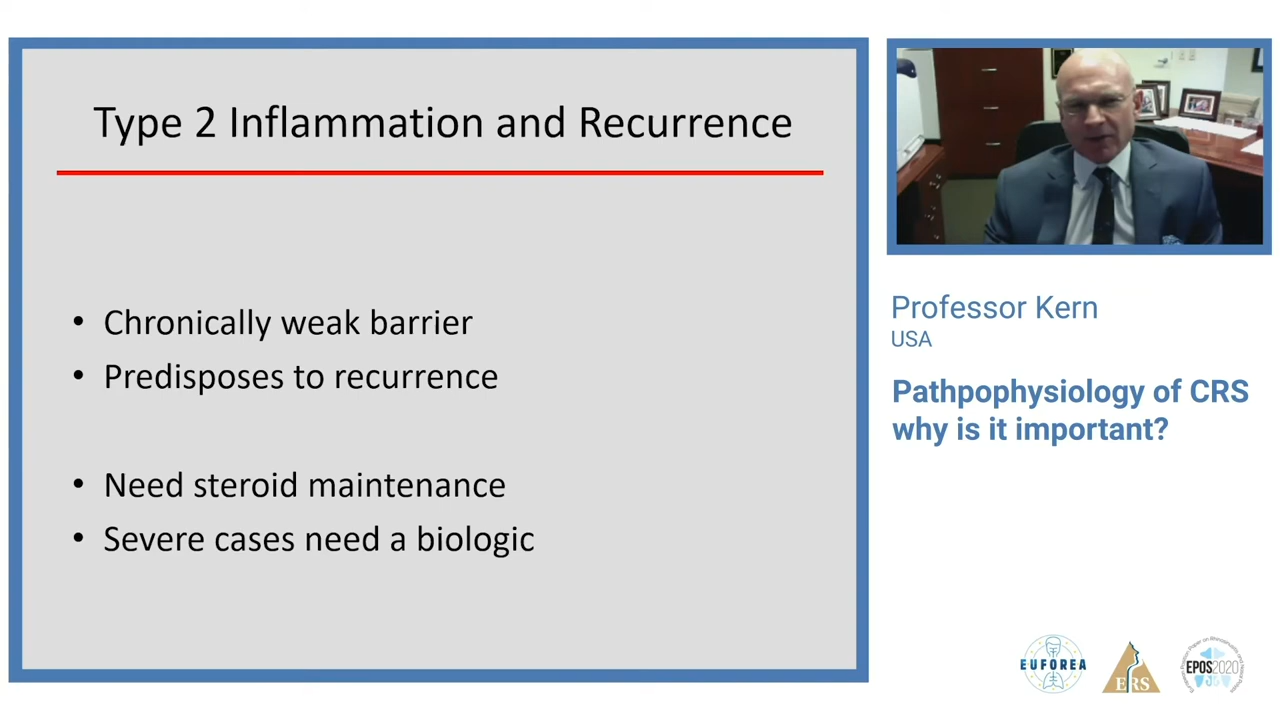 Type 2 Inflammation and Recurrence
• Chronically weak barrier
• Predisposes to recurrence
• Need steroid maintenance
• Severe cases need a biologic
Professor Kern
USA
Pathpophysiology of CRS
why is it important?
EUFOREA
ERS
EPOS2020